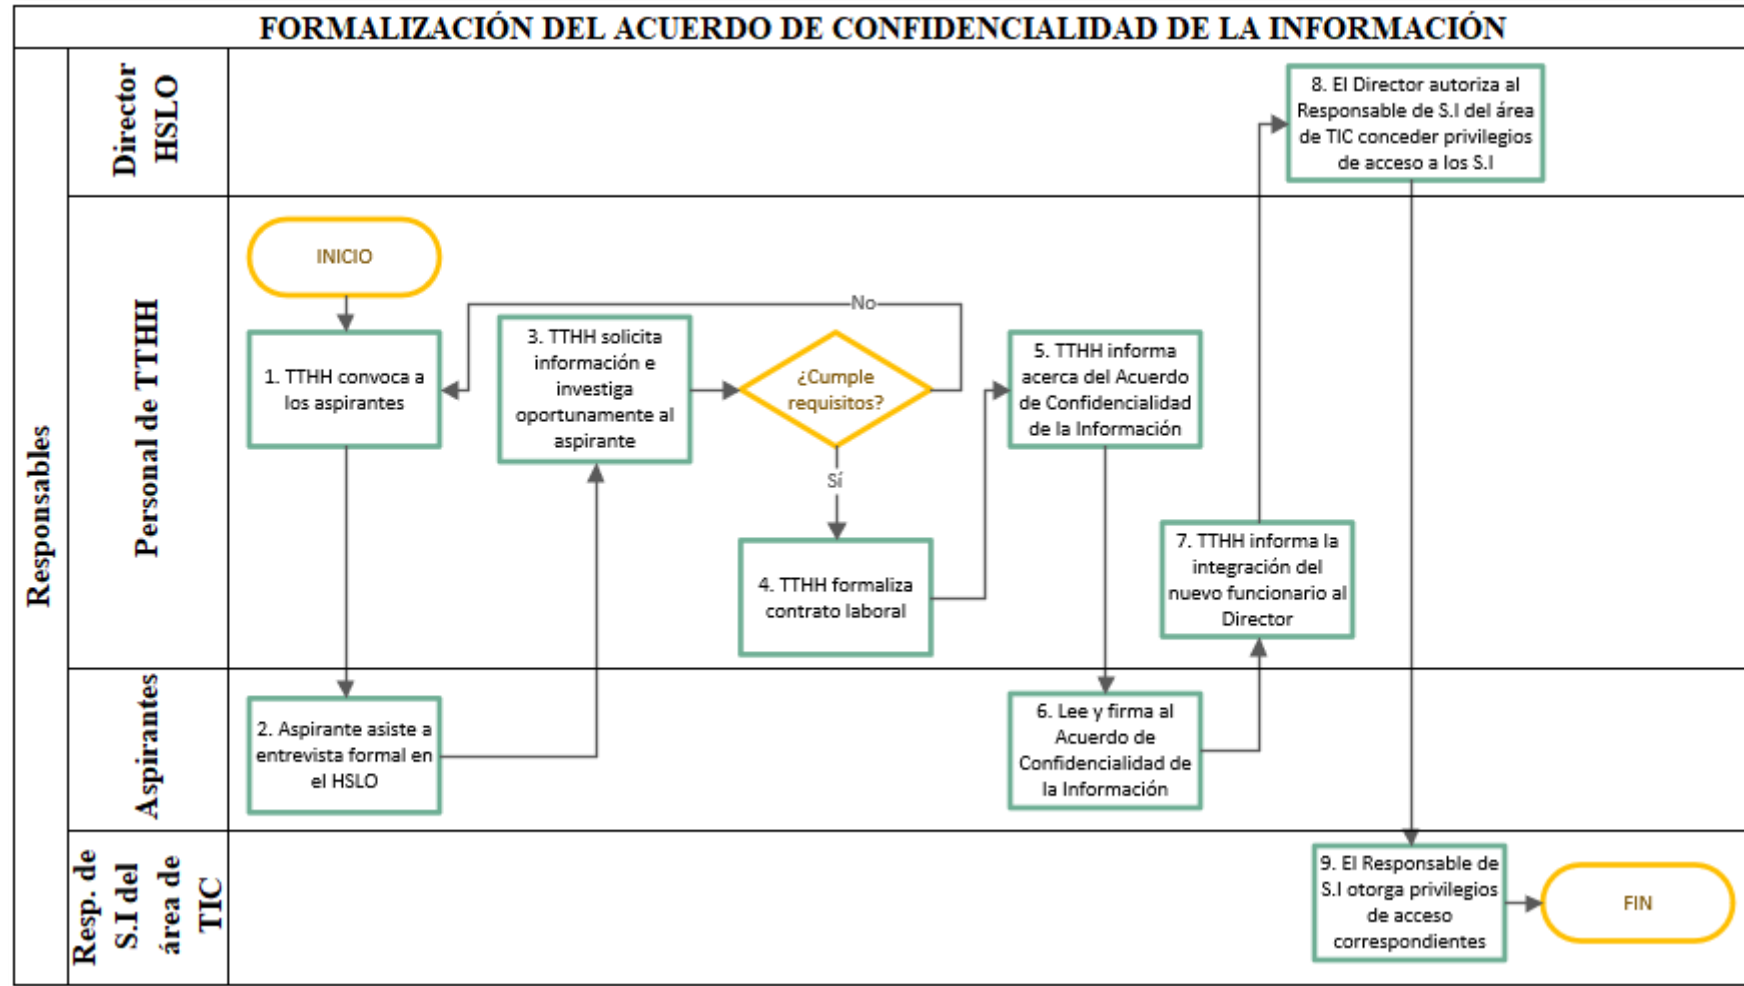 FORMALIZACIÓN DEL ACUERDO DE CONFIDENCIALIDAD DE LA INFORMACIÓN
Responsables
Director
HSLO
8. El Director autoriza al
Responsable de S.I del área
de TIC conceder privilegios
de acceso a los S.I
Personal de TTHH
INICIO
1. TTHH convoca a
los aspirantes
3. TTHH solicita
información e
investiga
oportunamente al
aspirante
No
¿Cumple
requisitos?
Sí
4. TTHH formaliza
contrato laboral
5. TTHH informa
acerca del Acuerdo
de Confidencialidad
de la Información
7. TTHH informa la
integración del
nuevo funcionario al
Director
Aspirantes
2. Aspirante asiste a
entrevista formal en
el HSLO
6. Lee y firma al
Acuerdo de
Confidencialidad de
la Información
Resp. de
S.I del
área de
TIC
9. El Responsable de
S.I otorga privilegios
de acceso
correspondientes
FIN